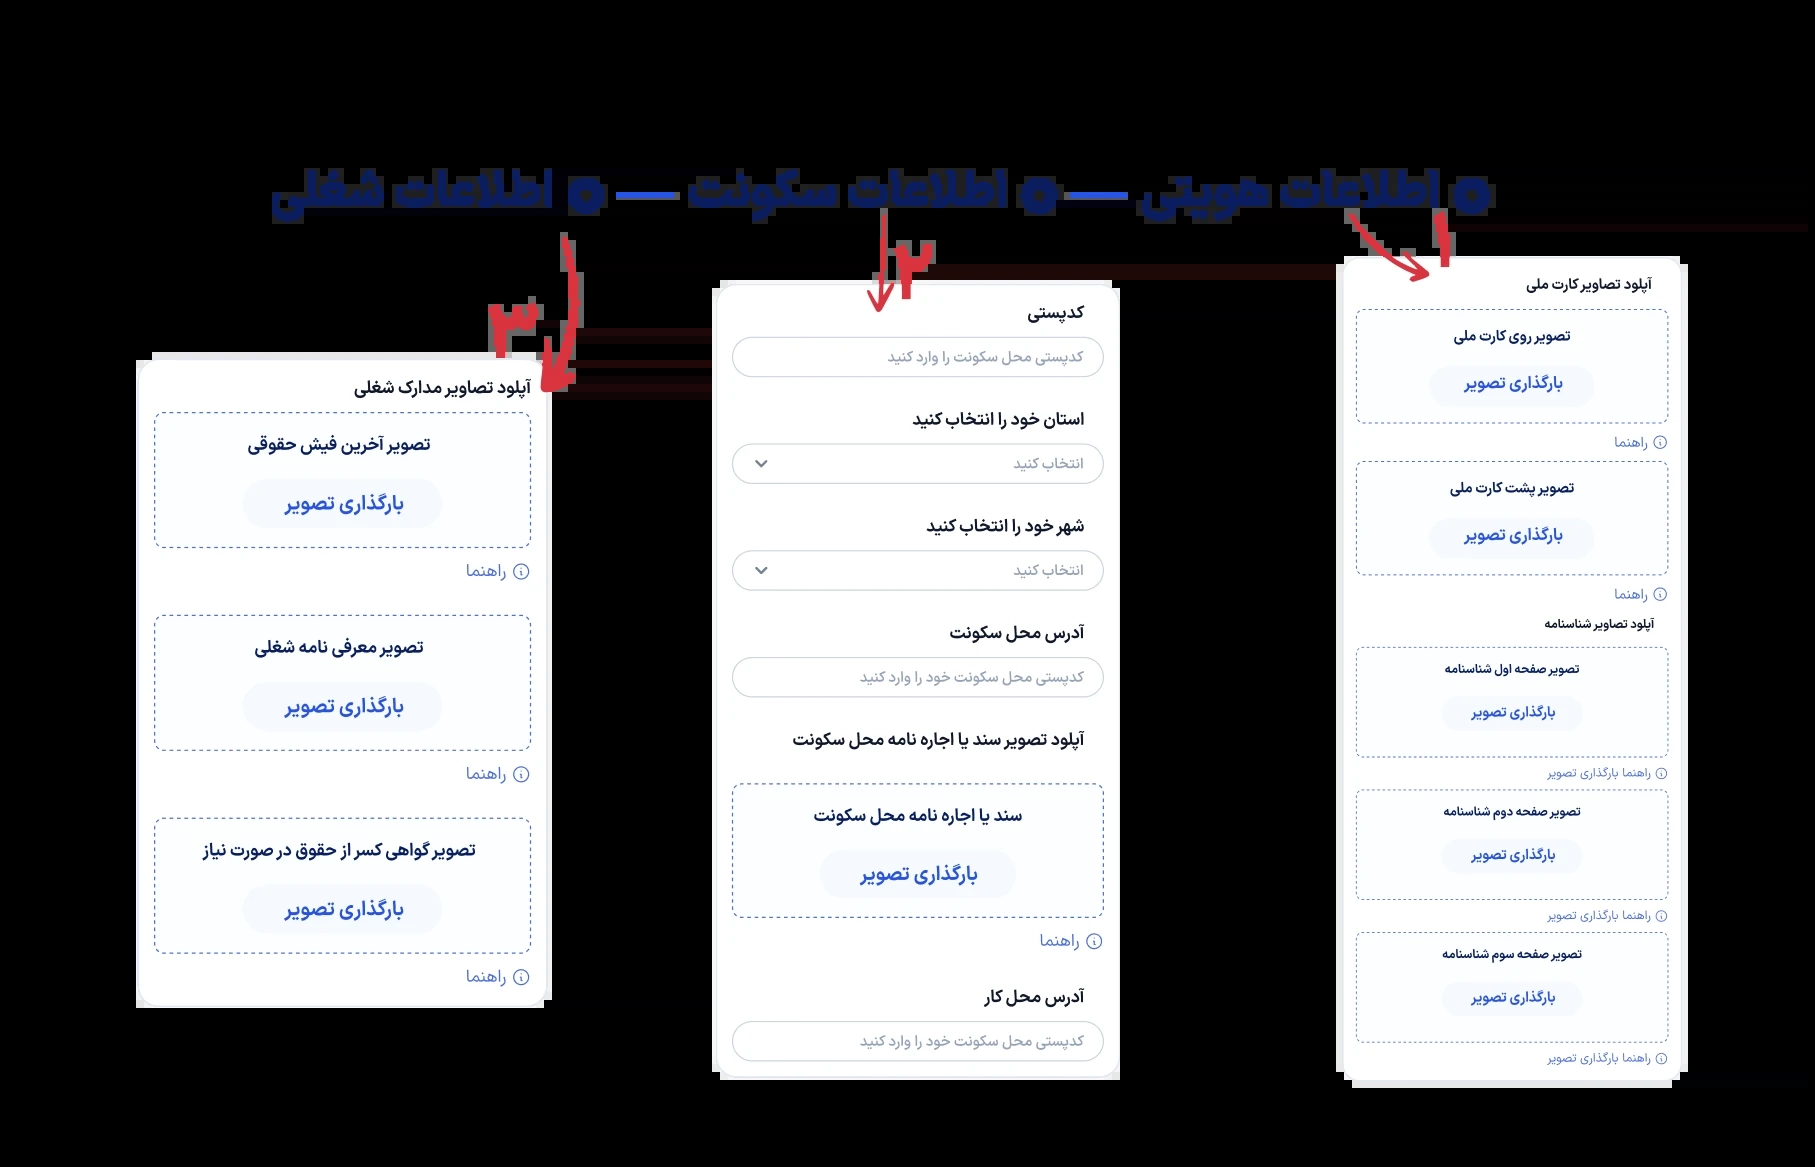 اطلاعات هویتی — اطلاعات سکونت — اطلاعات شغلی
۱
آپلود تصاویر کارت ملی
تصویر روی کارت ملی
بارگذاری تصویر
راهنما
تصویر پشت کارت ملی
بارگذاری تصویر
راهنما
آپلود تصاویر شناسنامه
تصویر صفحه اول شناسنامه
بارگذاری تصویر
راهنما بارگذاری تصویر
تصویر صفحه دوم شناسنامه
بارگذاری تصویر
راهنما بارگذاری تصویر
تصویر صفحه سوم شناسنامه
بارگذاری تصویر
راهنما بارگذاری تصویر
۲
کدپستی
کدپستی محل سکونت را وارد کنید
استان خود را انتخاب کنید
انتخاب کنید
شهر خود را انتخاب کنید
انتخاب کنید
آدرس محل سکونت
کدپستی محل سکونت خود را وارد کنید
آپلود تصویر سند یا اجاره نامه محل سکونت
سند یا اجاره نامه محل سکونت
بارگذاری تصویر
راهنما
آدرس محل کار
کدپستی محل سکونت خود را وارد کنید
۳
آپلود تصاویر مدارک شغلی
تصویر آخرین فیش حقوقی
بارگذاری تصویر
راهنما
تصویر معرفی نامه شغلی
بارگذاری تصویر
راهنما
تصویر گواهی کسر از حقوق در صورت نیاز
بارگذاری تصویر
راهنما